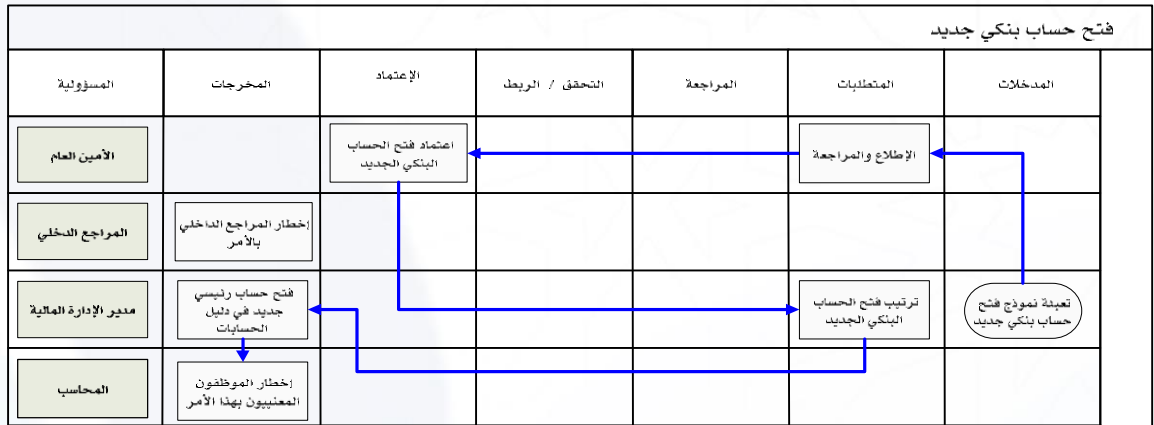 فتح حساب بنكي جديد
المدخلات
المتطلبات
المراجعة
التحقق / الربط
الإعتماد
المخرجات
المسؤولية
الإطلاع والمراجعة
اعتماد فتح الحساب
البنكي الجديد
الأمين العام
إخطار المراجع الداخلي
بالأمر
المراجع الدخلي
تعبئة نموذج فتح
حساب بنكي جديد
ترتيب فتح الحساب
البنكي الجديد
فتح حساب رئيسي
جديد في دليل
الحسابات
مدير الإدارة المالية
إخطار الموظفون
المعنييون بهذا الأمر
المحاسب